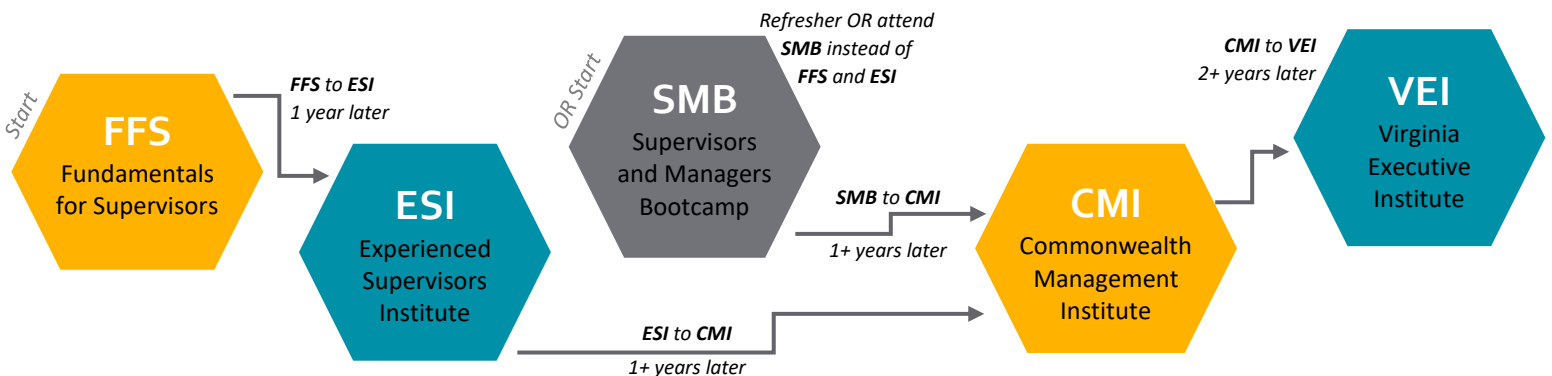 Start
FFS
Fundamentals
for Supervisors
FFS to ESI
1 year later
ESI
Experienced
Supervisors
Institute
OR Start
SMB
Supervisors
and Managers
Bootcamp
Refresher OR attend
SMB instead of
FFS and ESI
SMB to CMI
1+ years later
ESI to CMI
1+ years later
CMI
Commonwealth
Management
Institute
CMI to VEI
2+ years later
VEI
Virginia
Executive
Institute